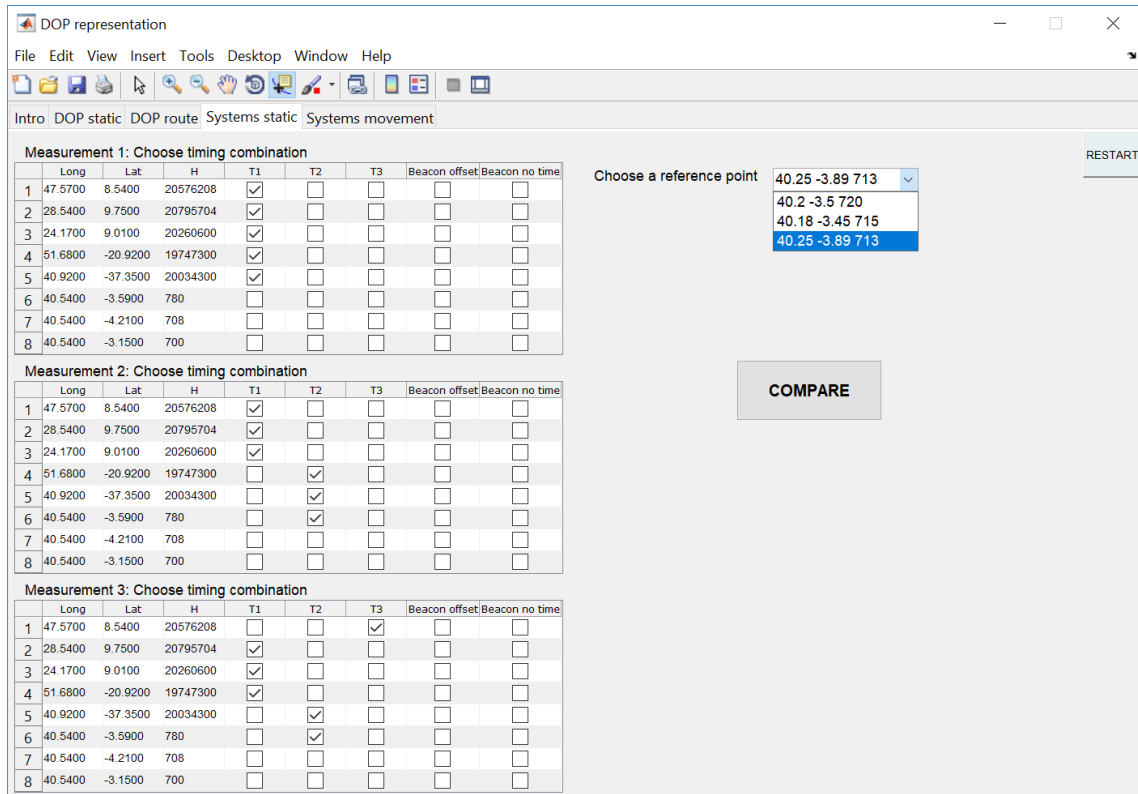 DOP representation
File Edit View Insert Tools Desktop Window Help
Intro DOP static DOP route Systems static Systems movement
RESTART
Measurement 1: Choose timing combination
Long Lat H T1 T2 T3 Beacon offset Beacon no time
1 47.5700 8.5400 20576208
2 28.5400 9.7500 20795704
3 24.1700 9.0100 20260600
4 51.6800 -20.9200 19747300
5 40.9200 -37.3500 20034300
6 40.5400 -3.5900 780
7 40.5400 -4.2100 708
8 40.5400 -3.1500 700
Choose a reference point 40.25 -3.89 713
40.2 -3.5 720
40.18 -3.45 715
40.25 -3.89 713
Measurement 2: Choose timing combination
Long Lat H T1 T2 T3 Beacon offset Beacon no time
1 47.5700 8.5400 20576208
2 28.5400 9.7500 20795704
3 24.1700 9.0100 20260600
4 51.6800 -20.9200 19747300
5 40.9200 -37.3500 20034300
6 40.5400 -3.5900 780
7 40.5400 -4.2100 708
8 40.5400 -3.1500 700
COMPARE
Measurement 3: Choose timing combination
Long Lat H T1 T2 T3 Beacon offset Beacon no time
1 47.5700 8.5400 20576208
2 28.5400 9.7500 20795704
3 24.1700 9.0100 20260600
4 51.6800 -20.9200 19747300
5 40.9200 -37.3500 20034300
6 40.5400 -3.5900 780
7 40.5400 -4.2100 708
8 40.5400 -3.1500 700